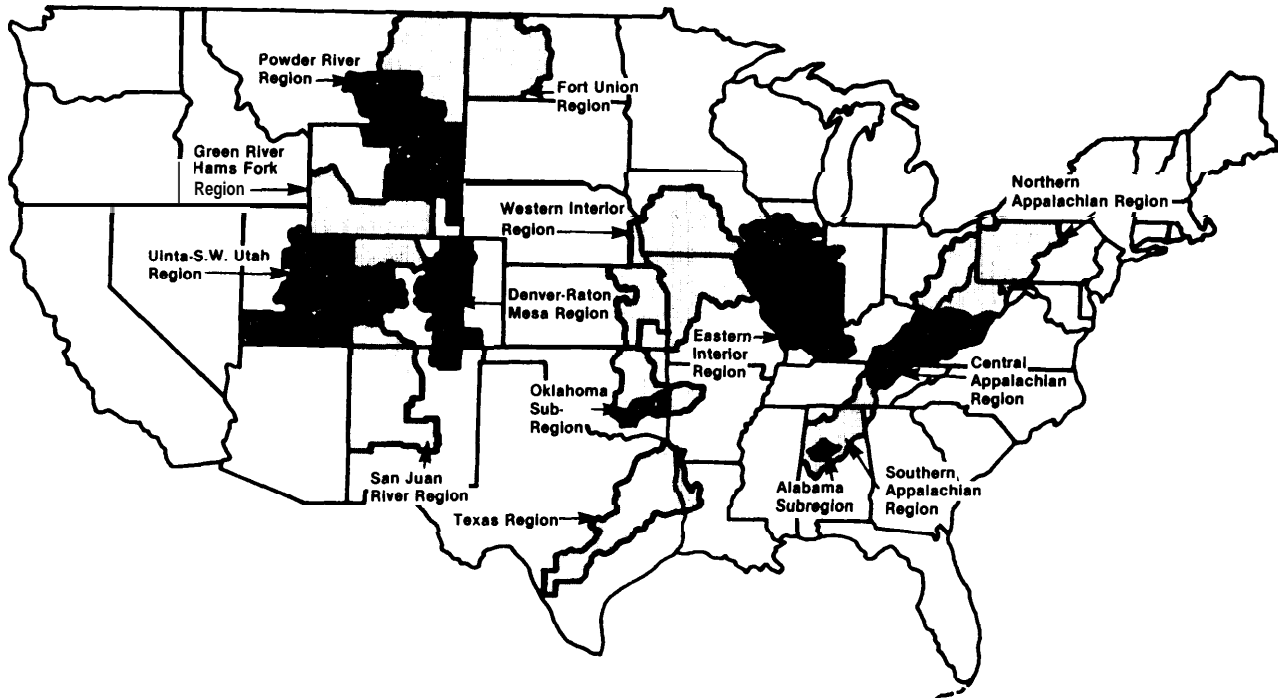 Powder River
Region
Fort Union
Region
Green River
Hams Fork
Region
Northern
Appalachian Region
Western Interior
Region
Uinta-S.W. Utah
Region
Denver-Raton
Mesa Region
Eastern
Interior
Region
Central
Appalachian
Region
Oklahoma
Sub-
Region
San Juan
River Region
Alabama
Subregion
Southern
Appalachian
Region
Texas Region